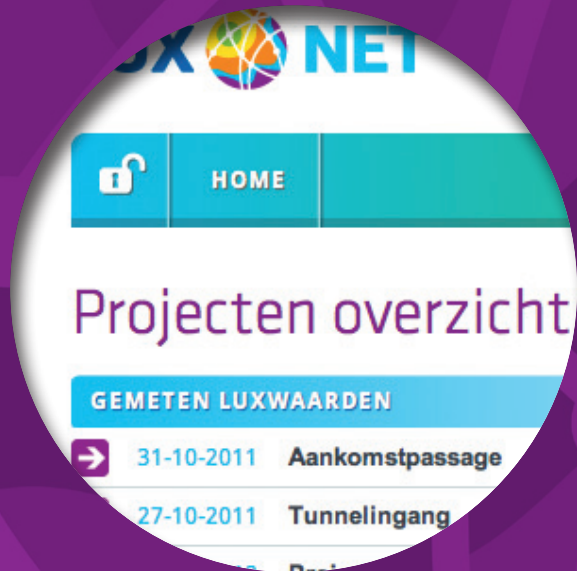 UX NET
HOME
Projecten overzicht
GEMETEN LUXWAARDEN
31-10-2011 Aankomstpassage
27-10-2011 Tunnelingang